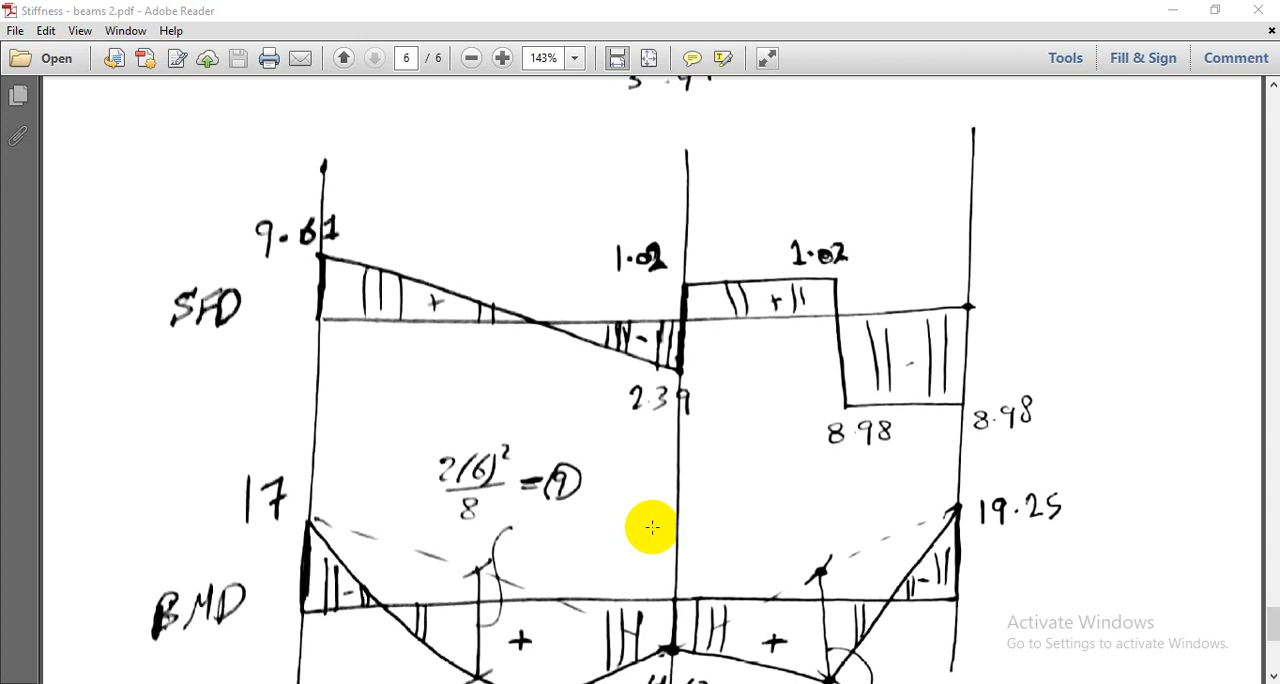 Stiffness - beams 2.pdf - Adobe Reader
File Edit View Window Help
Open 6 / 6 143% Tools Fill & Sign Comment
9.61
1.02 1.02
SFD + - + -
2.39
8.98 8.98
2(6)²/8 = 9
17 19.25
BMD - + + -
Activate Windows
Go to Settings to activate Windows.